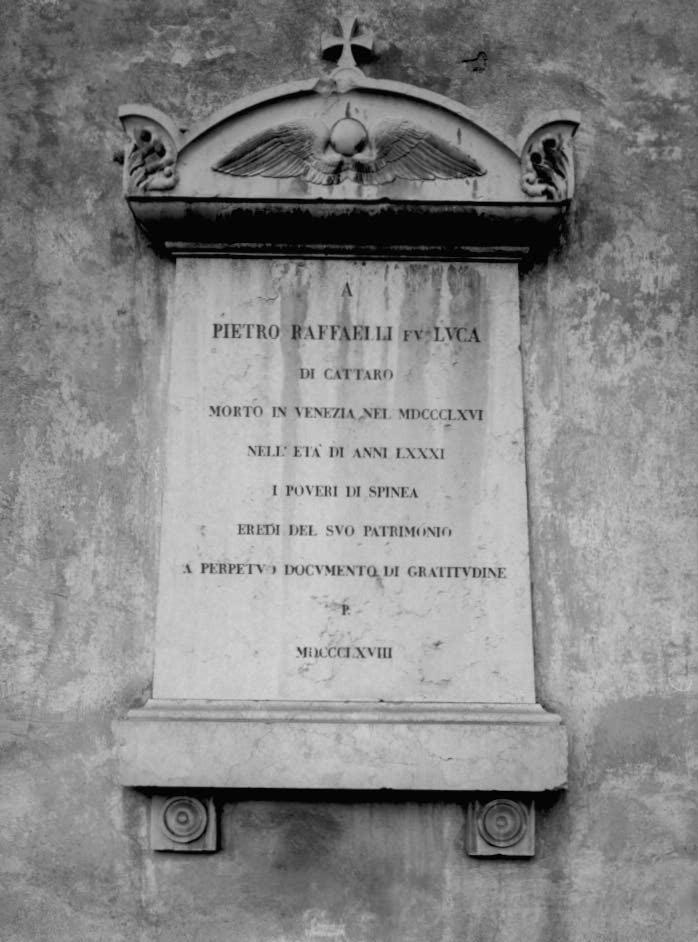 A
PIETRO RAFFAELLI FV LVCA
DI CATTARO
MORTO IN VENEZIA NEL MDCCCLXVI
NELL' ETÀ DI ANNI LXXXI
I POVERI DI SPINEA
EREDI DEL SVO PATRIMONIO
A PERPETVO DOCVMENTO DI GRATITVDINE
P.
MDCCCLXVIII